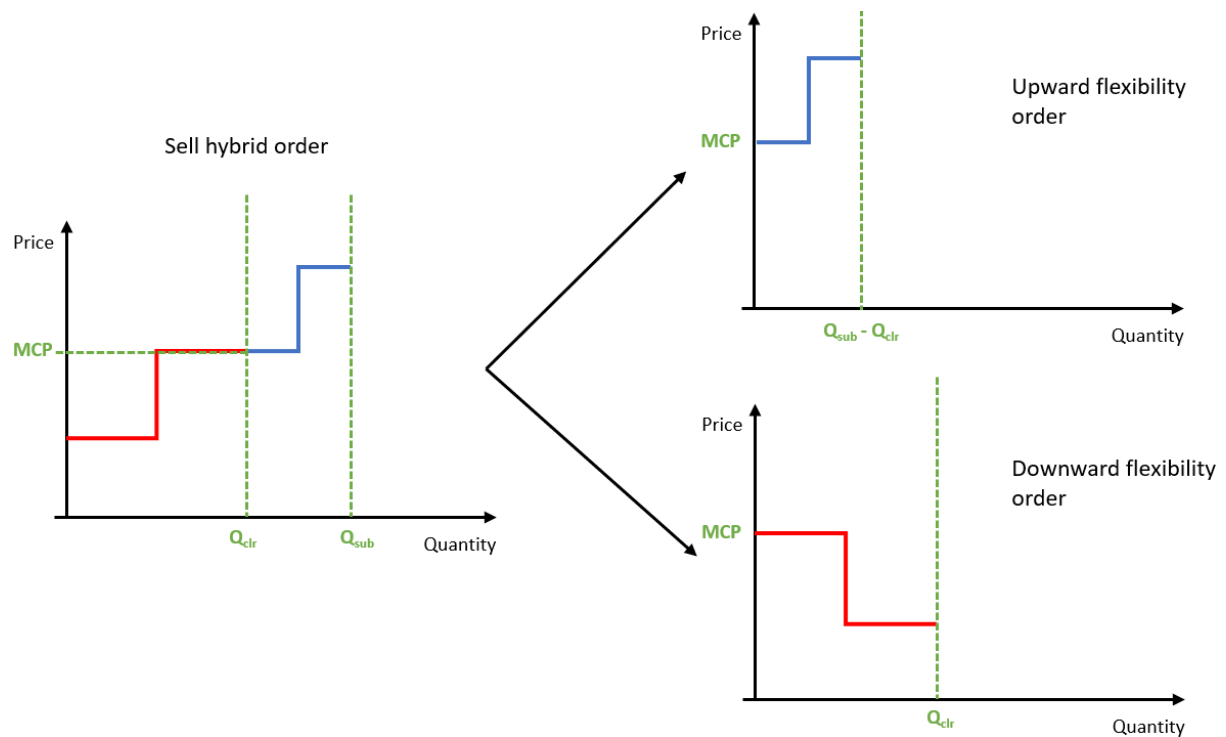 Sell hybrid order
Price
MCP
Q_clr
Q_sub
Quantity
Price
MCP
Upward flexibility
order
Q_sub - Q_clr
Quantity
Price
MCP
Downward flexibility
order
Q_clr
Quantity